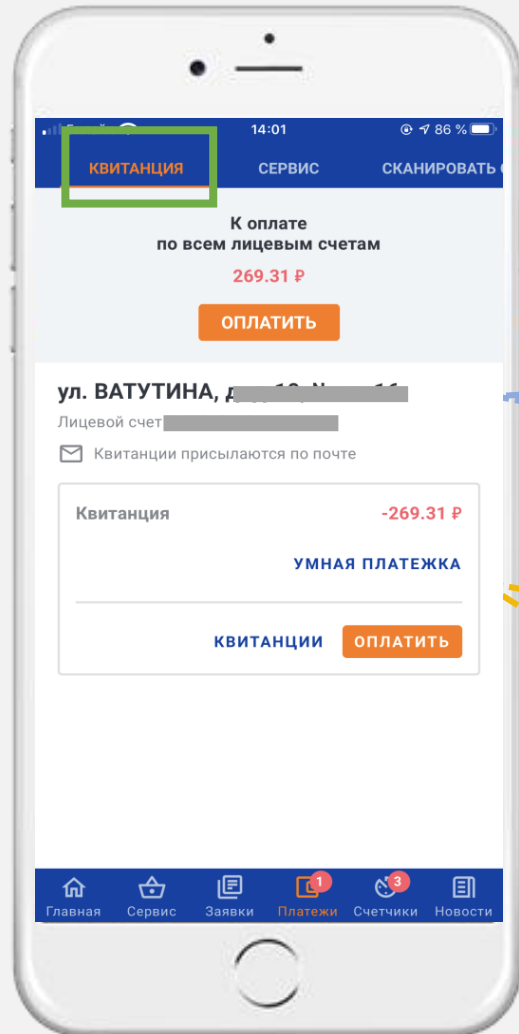 14:01 86 %
КВИТАНЦИЯ СЕРВИС СКАНИРОВАТЬ
К оплате
по всем лицевым счетам
269.31 ₽
ОПЛАТИТЬ
ул. ВАТУТИНА,
Лицевой счет
Квитанции присылаются по почте
Квитанция -269.31 ₽
УМНАЯ ПЛАТЕЖКА
КВИТАНЦИИ ОПЛАТИТЬ
1 3
Главная Сервис Заявки Платежи Счетчики Новости